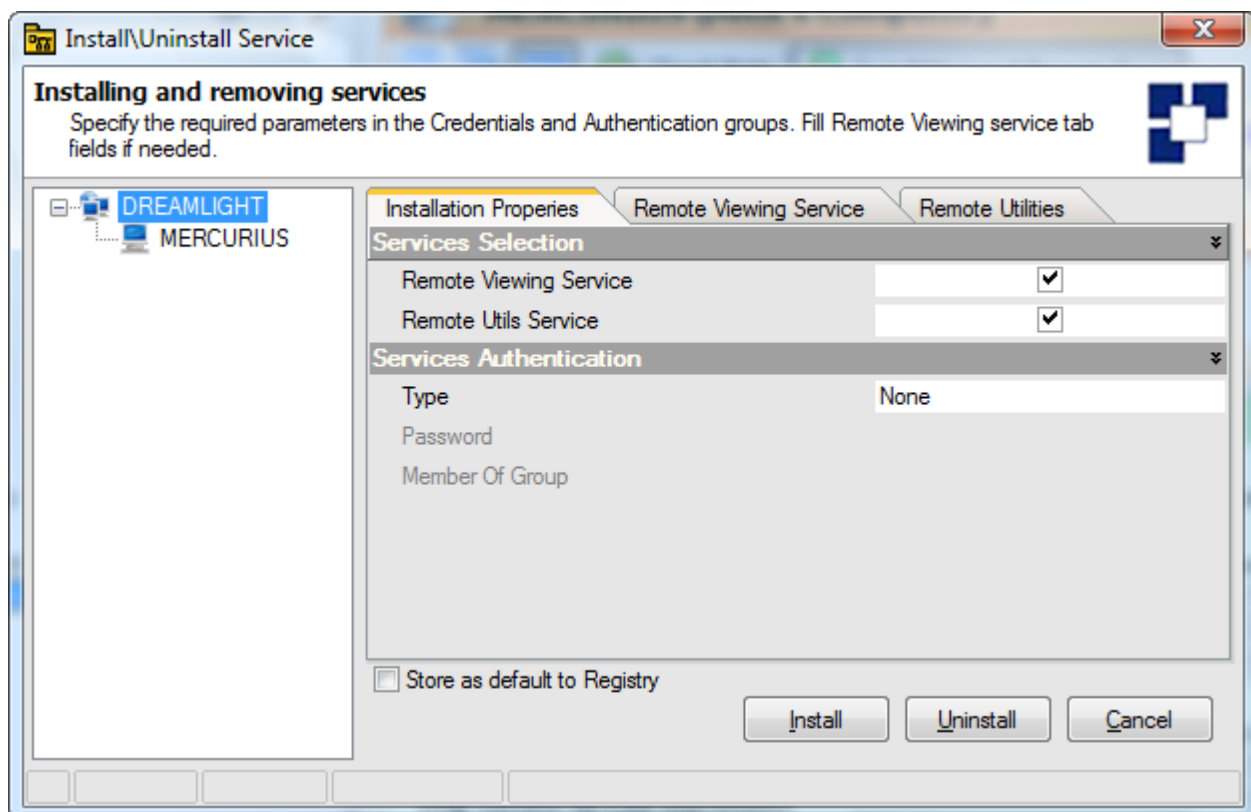 Install\Uninstall Service
Installing and removing services
Specify the required parameters in the Credentials and Authentication groups. Fill Remote Viewing service tab
fields if needed.
DREAMLIGHT
MERCURIUS
Installation Properies
Remote Viewing Service
Remote Utilities
Services Selection
Remote Viewing Service
Remote Utils Service
Services Authentication
Type
None
Password
Member Of Group
Store as default to Registry
Install
Uninstall
Cancel